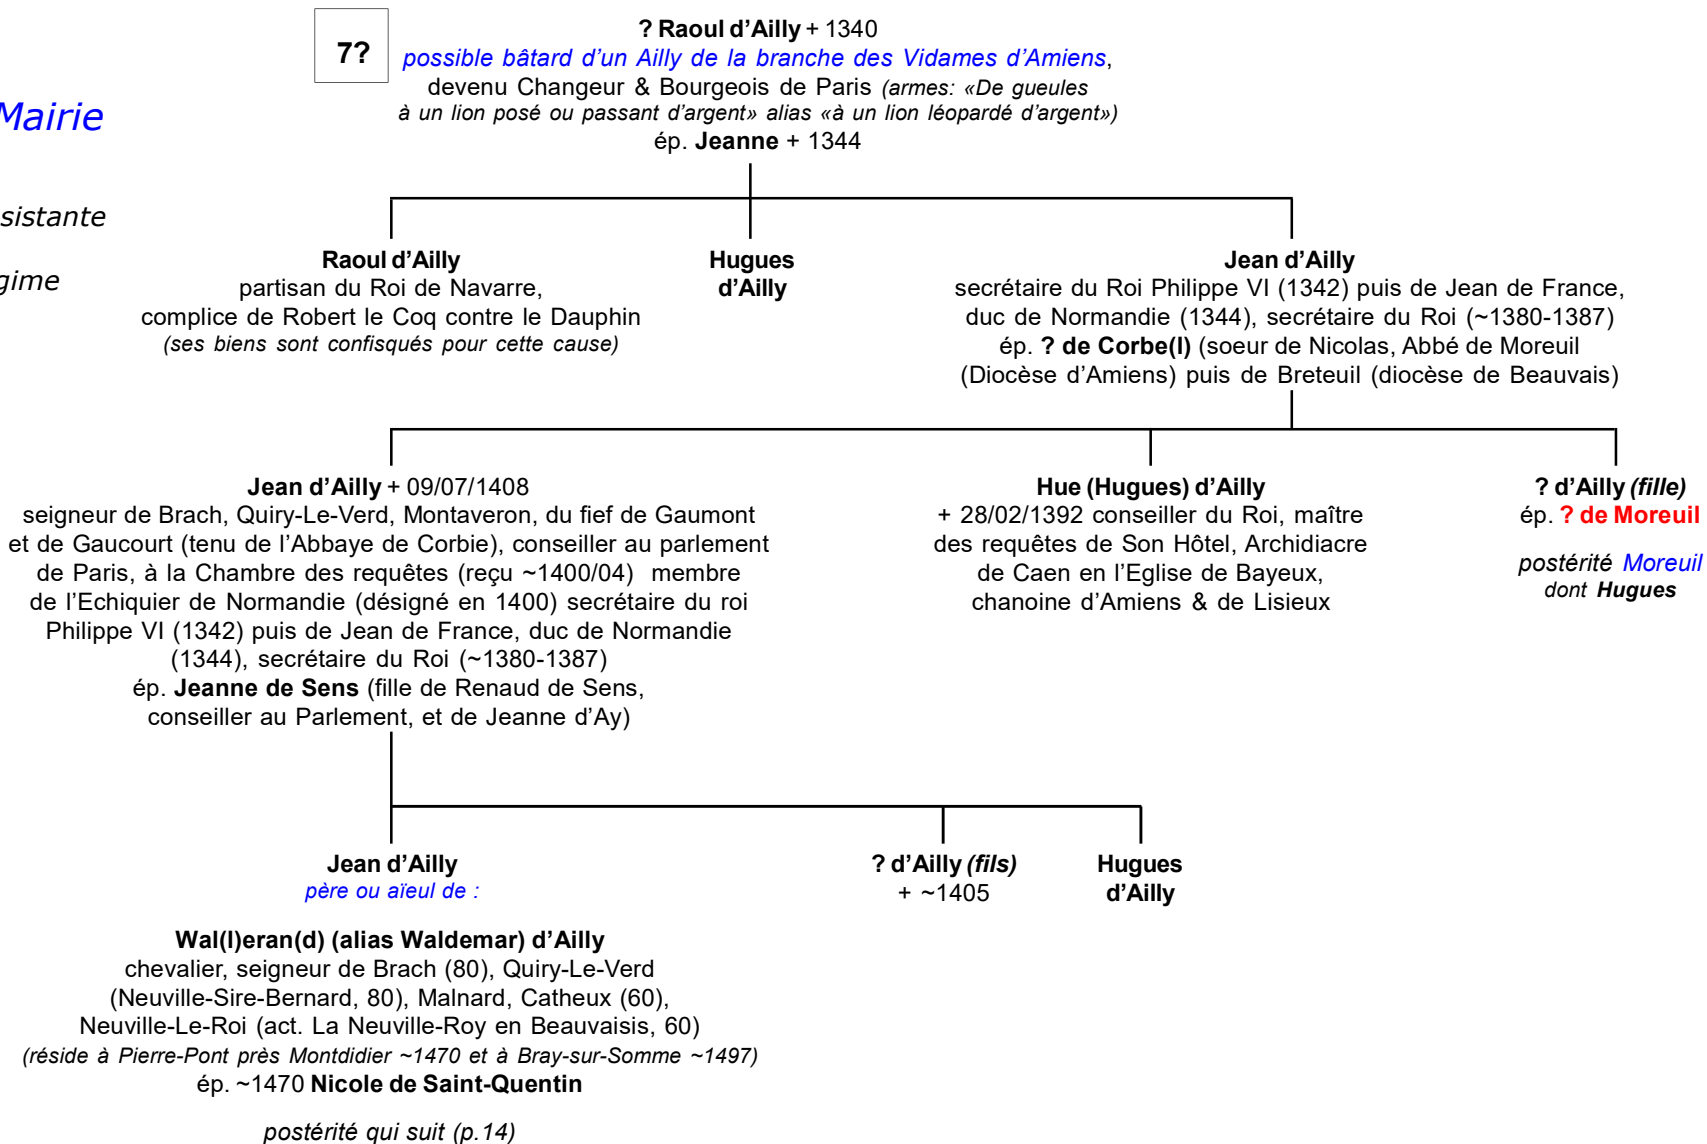 7?
? Raoul d’Ailly + 1340
possible bâtard d’un Ailly de la branche des Vidames d’Amiens,
devenu Changeur & Bourgeois de Paris (armes: «De gueules
à un lion posé ou passant d’argent» alias «à un lion léopardé d’argent»)
ép. Jeanne + 1344
Mairie
sistante
gime
Raoul d’Ailly
partisan du Roi de Navarre,
complice de Robert le Coq contre le Dauphin
(ses biens sont confisqués pour cette cause)
Hugues
d’Ailly
Jean d’Ailly
secrétaire du Roi Philippe VI (1342) puis de Jean de France,
duc de Normandie (1344), secrétaire du Roi (~1380-1387)
ép. ? de Corbe(l) (soeur de Nicolas, Abbé de Moreuil
(Diocèse d’Amiens) puis de Breteuil (diocèse de Beauvais)
Jean d’Ailly + 09/07/1408
seigneur de Brach, Quiry-Le-Verd, Montaveron, du fief de Gaumont
et de Gaucourt (tenu de l’Abbaye de Corbie), conseiller au parlement
de Paris, à la Chambre des requêtes (reçu ~1400/04) membre
de l’Echiquier de Normandie (désigné en 1400) secrétaire du roi
Philippe VI (1342) puis de Jean de France, duc de Normandie
(1344), secrétaire du Roi (~1380-1387)
ép. Jeanne de Sens (fille de Renaud de Sens,
conseiller au Parlement, et de Jeanne d’Ay)
Hue (Hugues) d’Ailly
+ 28/02/1392 conseiller du Roi, maître
des requêtes de Son Hôtel, Archidiacre
de Caen en l’Eglise de Bayeux,
chanoine d’Amiens & de Lisieux
? d’Ailly (fille)
ép. ? de Moreuil
postérité Moreuil
dont Hugues
Jean d’Ailly
père ou aïeul de :
? d’Ailly (fils)
+ ~1405
Hugues
d’Ailly
Wal(l)eran(d) (alias Waldemar) d’Ailly
chevalier, seigneur de Brach (80), Quiry-Le-Verd
(Neuville-Sire-Bernard, 80), Malnard, Catheux (60),
Neuville-Le-Roi (act. La Neuville-Roy en Beauvaisis, 60)
(réside à Pierre-Pont près Montdidier ~1470 et à Bray-sur-Somme ~1497)
ép. ~1470 Nicole de Saint-Quentin
postérité qui suit (p.14)